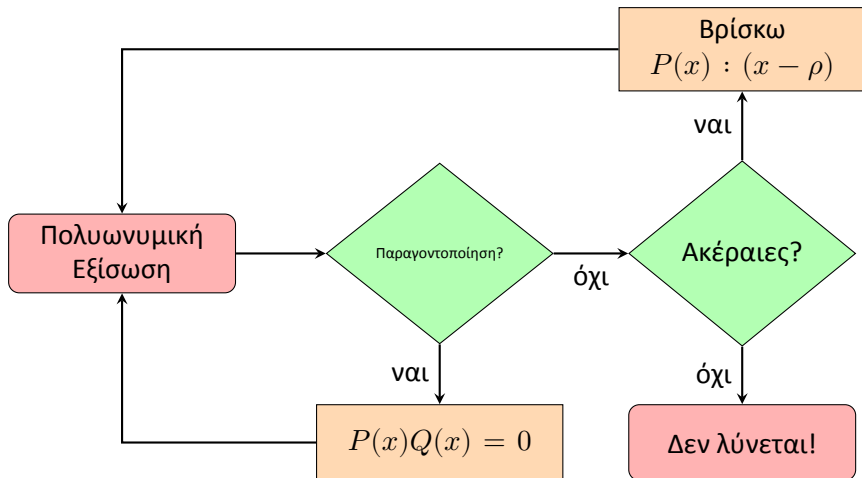 Βρίσκω
P(x) : (x − ρ)
ναι
Πολυωνυμική
Εξίσωση
Παραγοντοποίηση?
όχι
Ακέραιες?
ναι
όχι
P(x)Q(x) = 0
Δεν λύνεται!